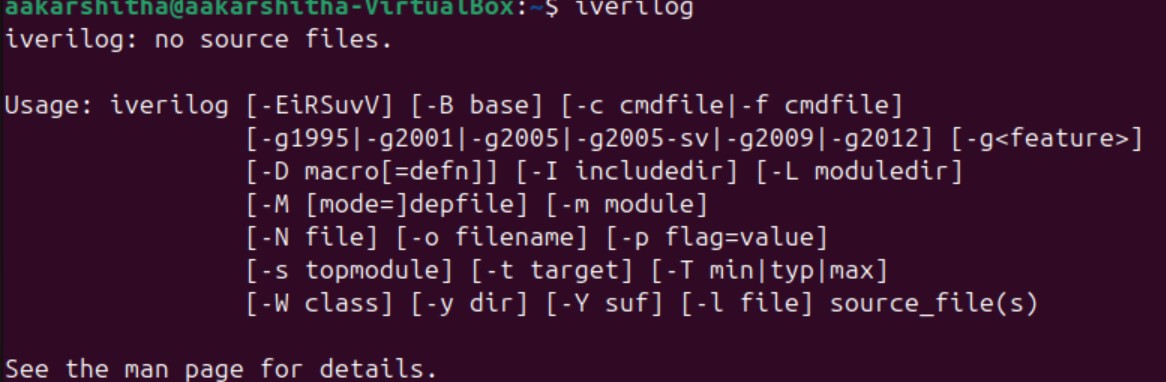 aakarshitha@aakarshitha-VirtualBox:~$ iverilog
iverilog: no source files.
Usage: iverilog [-EiRSuvV] [-B base] [-c cmdfile|-f cmdfile]
[-g1995|-g2001|-g2005|-g2005-sv|-g2009|-g2012] [-g<feature>]
[-D macro[=defn]] [-I includedir] [-L moduledir]
[-M [mode=]depfile] [-m module]
[-N file] [-o filename] [-p flag=value]
[-s topmodule] [-t target] [-T min|typ|max]
[-W class] [-y dir] [-Y suf] [-l file] source_file(s)
See the man page for details.